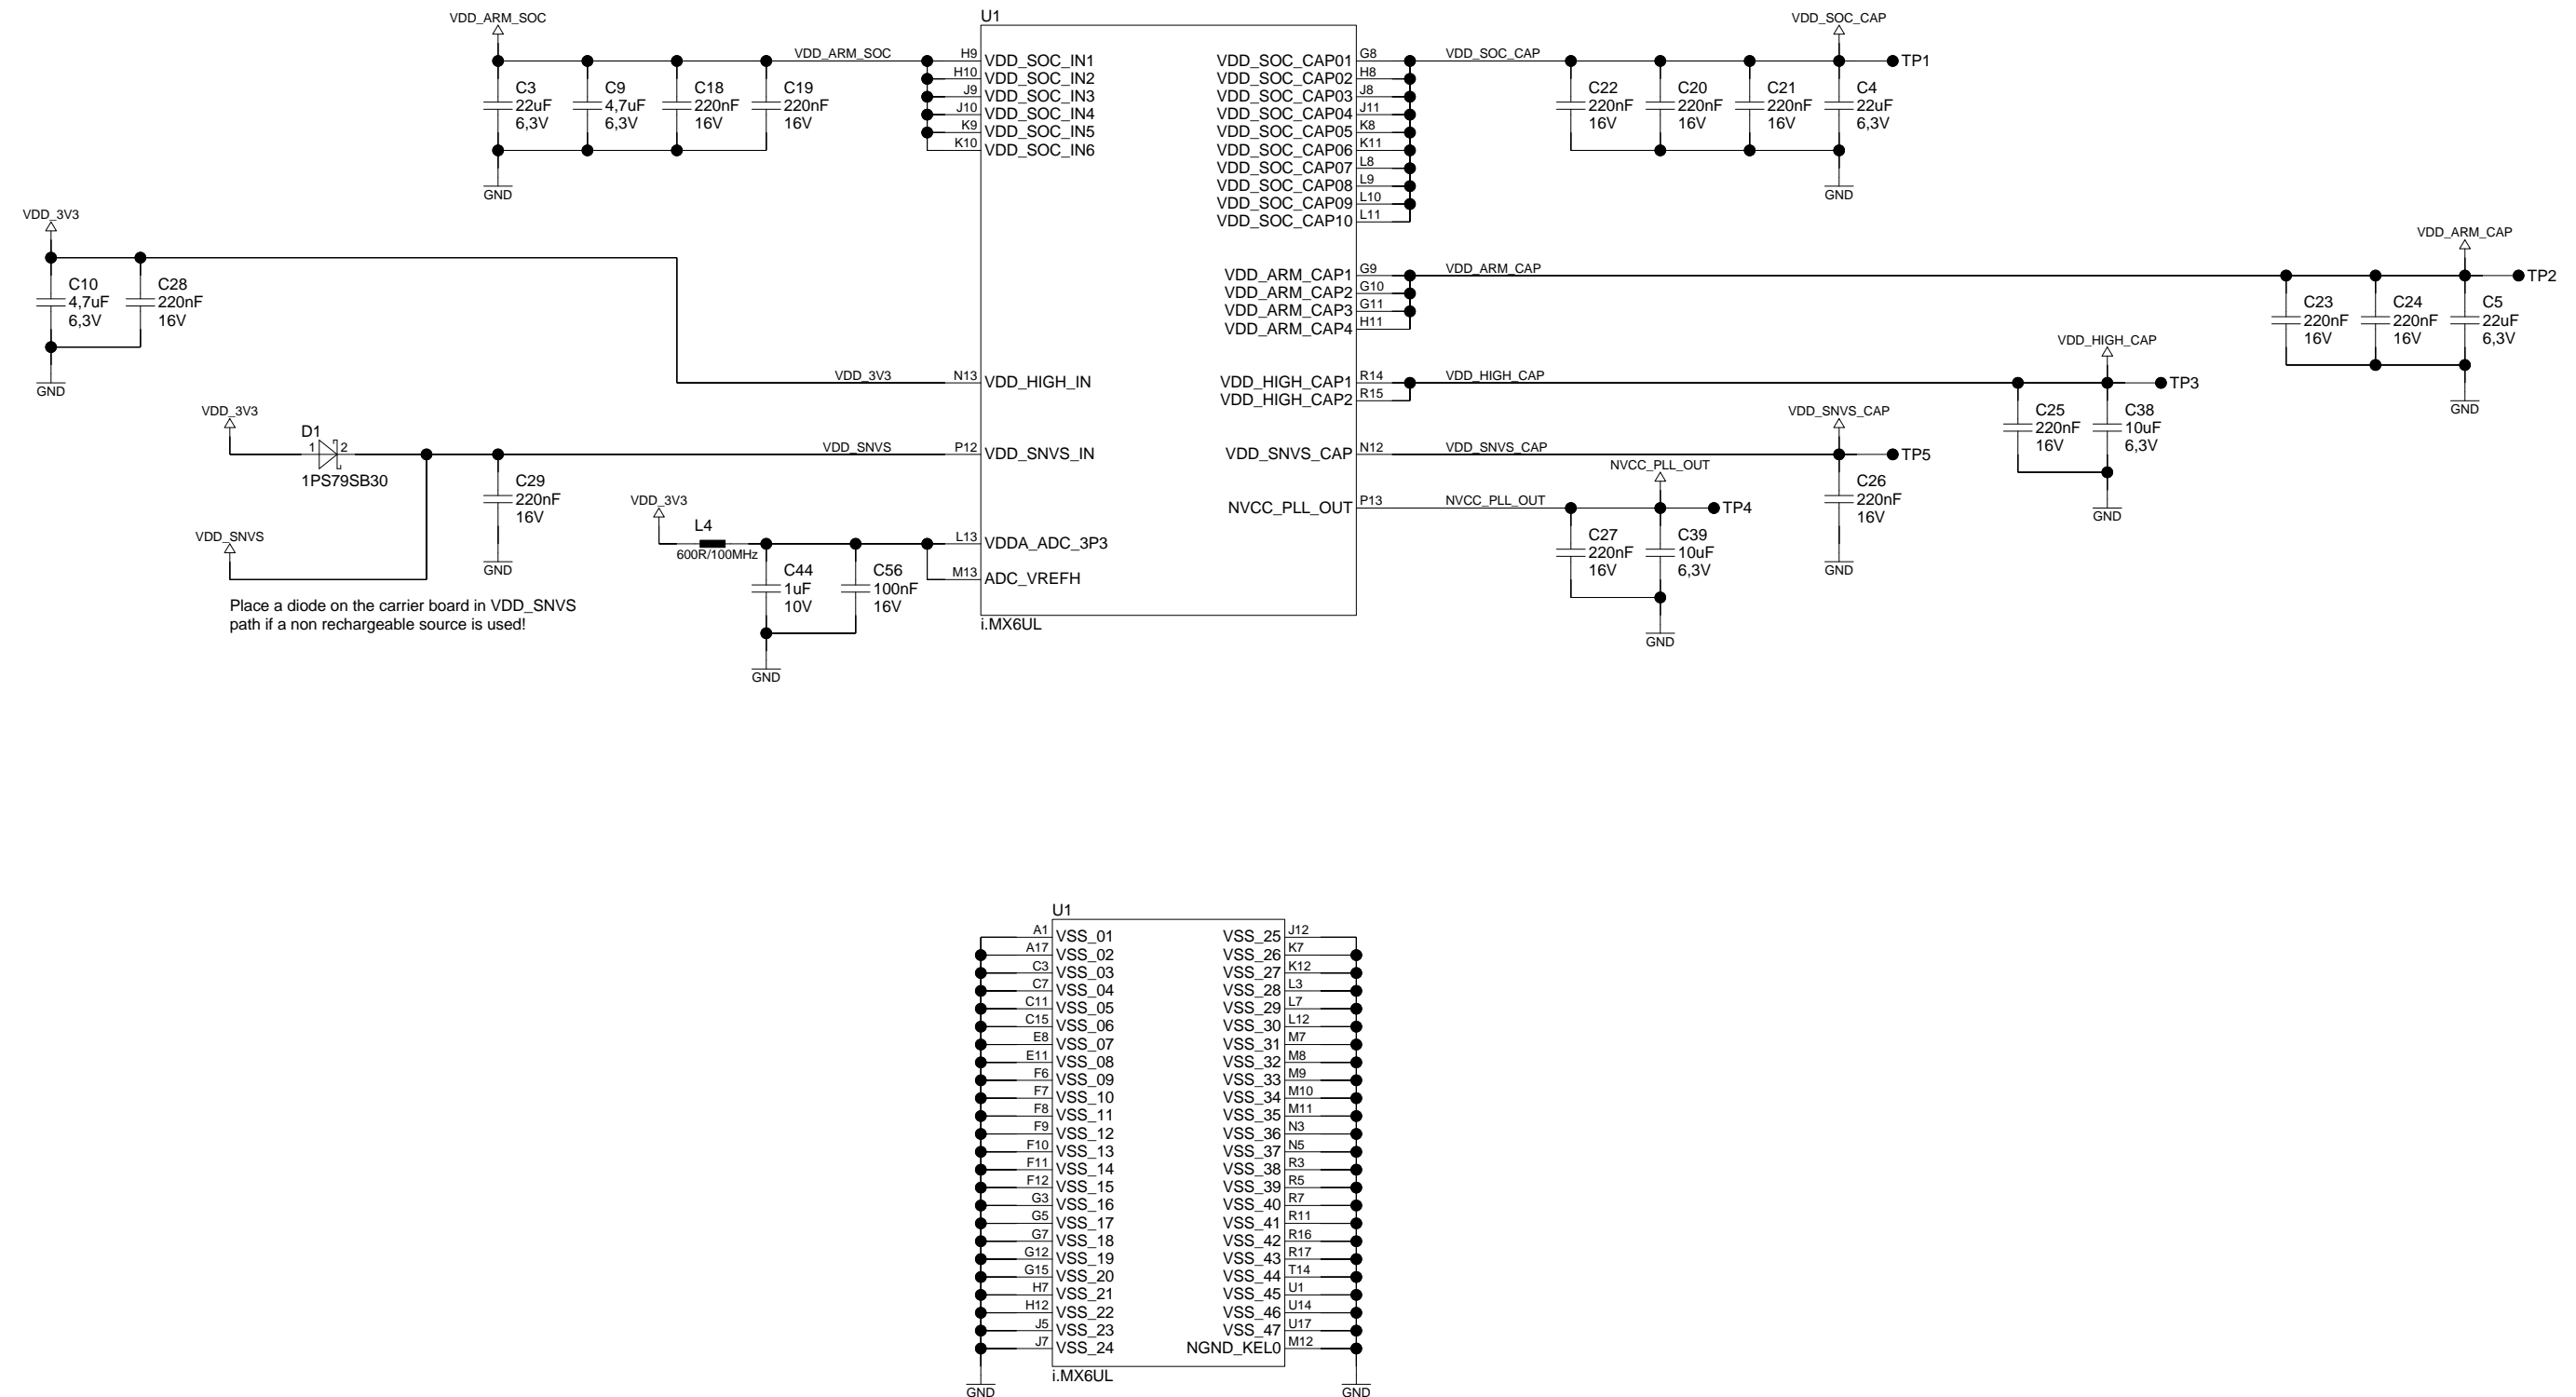 VDD_ARM_SOC
U1
VDD_SOC_CAP
VDD_ARM_SOC
H9 VDD_SOC_IN1
H10 VDD_SOC_IN2
J9 VDD_SOC_IN3
J10 VDD_SOC_IN4
K9 VDD_SOC_IN5
K10 VDD_SOC_IN6
VDD_SOC_CAP01 G8
VDD_SOC_CAP02 H8
VDD_SOC_CAP03 J8
VDD_SOC_CAP04 J11
VDD_SOC_CAP05 K8
VDD_SOC_CAP06 K11
VDD_SOC_CAP07 L8
VDD_SOC_CAP08 L9
VDD_SOC_CAP09 L10
VDD_SOC_CAP10 L11
VDD_SOC_CAP
TP1
C3
22uF
6,3V
C9
4,7uF
6,3V
C18
220nF
16V
C19
220nF
16V
GND
C22
220nF
16V
C20
220nF
16V
C21
220nF
16V
C4
22uF
6,3V
GND
VDD_3V3
C10
4,7uF
6,3V
C28
220nF
16V
GND
VDD_3V3
N13 VDD_HIGH_IN
VDD_ARM_CAP1 G9
VDD_ARM_CAP2 G10
VDD_ARM_CAP3 G11
VDD_ARM_CAP4 H11
VDD_ARM_CAP
VDD_ARM_CAP
TP2
C23
220nF
16V
C24
220nF
16V
C5
22uF
6,3V
GND
VDD_HIGH_CAP1 R14
VDD_HIGH_CAP2 R15
VDD_HIGH_CAP
VDD_HIGH_CAP
TP3
C25
220nF
16V
C38
10uF
6,3V
GND
VDD_3V3
D1
1 2
1PS79SB30
VDD_SNVS
P12 VDD_SNVS_IN
C29
220nF
16V
GND
VDD_SNVS
Place a diode on the carrier board in VDD_SNVS
path if a non rechargeable source is used!
VDD_SNVS_CAP N12
VDD_SNVS_CAP
VDD_SNVS_CAP
TP5
C26
220nF
16V
GND
VDD_3V3
L4
600R/100MHz
L13 VDDA_ADC_3P3
M13 ADC_VREFH
C44
1uF
10V
C56
100nF
16V
GND
NVCC_PLL_OUT P13
NVCC_PLL_OUT
NVCC_PLL_OUT
TP4
C27
220nF
16V
C39
10uF
6,3V
GND
i.MX6UL
U1
A1 VSS_01 VSS_25 J12
A17 VSS_02 VSS_26 K7
C3 VSS_03 VSS_27 K12
C7 VSS_04 VSS_28 L3
C11 VSS_05 VSS_29 L7
C15 VSS_06 VSS_30 L12
E8 VSS_07 VSS_31 M7
E11 VSS_08 VSS_32 M8
F6 VSS_09 VSS_33 M9
F7 VSS_10 VSS_34 M10
F8 VSS_11 VSS_35 M11
F9 VSS_12 VSS_36 N3
F10 VSS_13 VSS_37 N5
F11 VSS_14 VSS_38 R3
F12 VSS_15 VSS_39 R5
G3 VSS_16 VSS_40 R7
G5 VSS_17 VSS_41 R11
G7 VSS_18 VSS_42 R16
G12 VSS_19 VSS_43 R17
G15 VSS_20 VSS_44 T14
H7 VSS_21 VSS_45 U1
H12 VSS_22 VSS_46 U14
J5 VSS_23 VSS_47 U17
J7 VSS_24 NGND_KEL0 M12
i.MX6UL
GND
GND